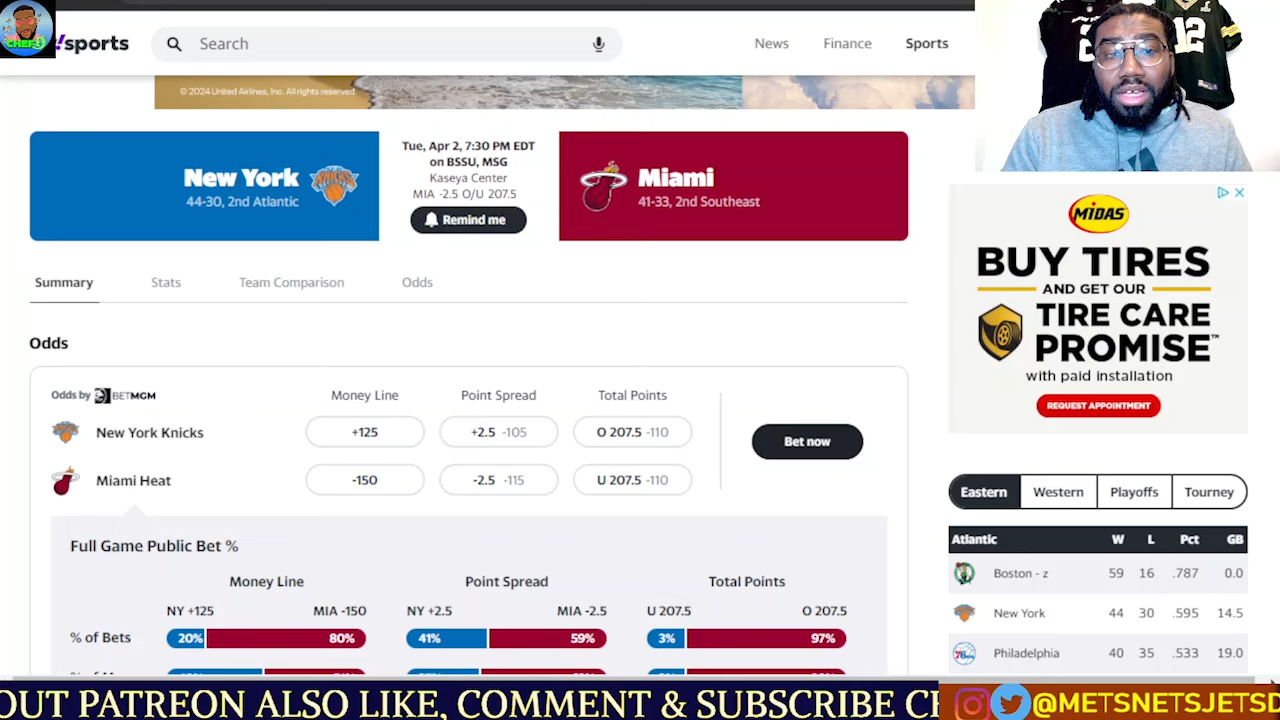 CHEF
!sports
Search
News
Finance
Sports
© 2024 United Airlines, Inc. All rights reserved.
12
New York
44-30, 2nd Atlantic
Tue, Apr 2, 7:30 PM EDT
on BSSU, MSG
Kaseya Center
MIA -2.5 O/U 207.5
Remind me
Miami
41-33, 2nd Southeast
MIDAS
BUY TIRES
AND GET OUR
TIRE CARE
PROMISE™
with paid installation
REQUEST APPOINTMENT
Summary
Stats
Team Comparison
Odds
Odds
Odds by BETMGM
Money Line
Point Spread
Total Points
New York Knicks
+125
+2.5 -105
O 207.5 -110
Bet now
Miami Heat
-150
-2.5 -115
U 207.5 -110
Full Game Public Bet %
Money Line
Point Spread
Total Points
NY +125
MIA -150
NY +2.5
MIA -2.5
U 207.5
O 207.5
% of Bets
20%
80%
41%
59%
3%
97%
Eastern
Western
Playoffs
Tourney
Atlantic W L Pct GB
Boston - z 59 16 .787 0.0
New York 44 30 .595 14.5
Philadelphia 40 35 .533 19.0
OUT PATREON ALSO LIKE, COMMENT & SUBSCRIBE CH
@METSNETSJETSD